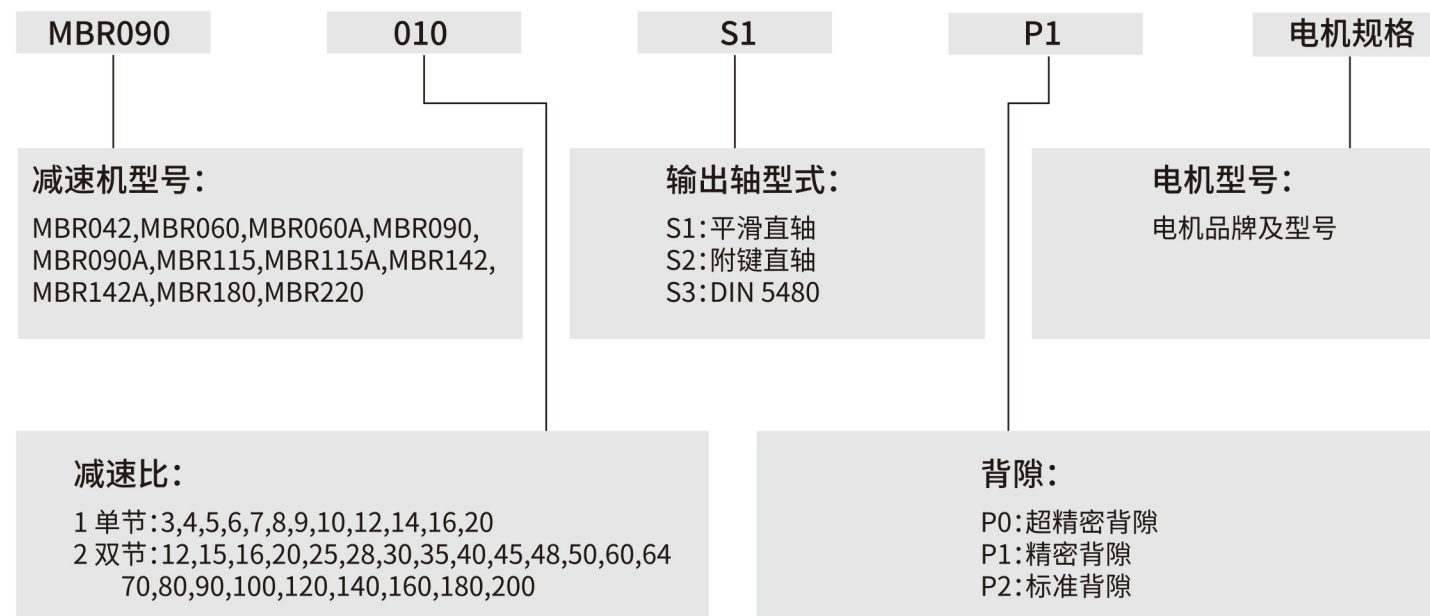 MBR090
010
S1
P1
电机规格
减速机型号：
MBR042,MBR060,MBR060A,MBR090,
MBR090A,MBR115,MBR115A,MBR142,
MBR142A,MBR180,MBR220
输出轴型式：
S1：平滑直轴
S2：附键直轴
S3：DIN 5480
电机型号：
电机品牌及型号
减速比：
1 单节：3,4,5,6,7,8,9,10,12,14,16,20
2 双节：12,15,16,20,25,28,30,35,40,45,48,50,60,64
70,80,90,100,120,140,160,180,200
背隙：
P0：超精密背隙
P1：精密背隙
P2：标准背隙